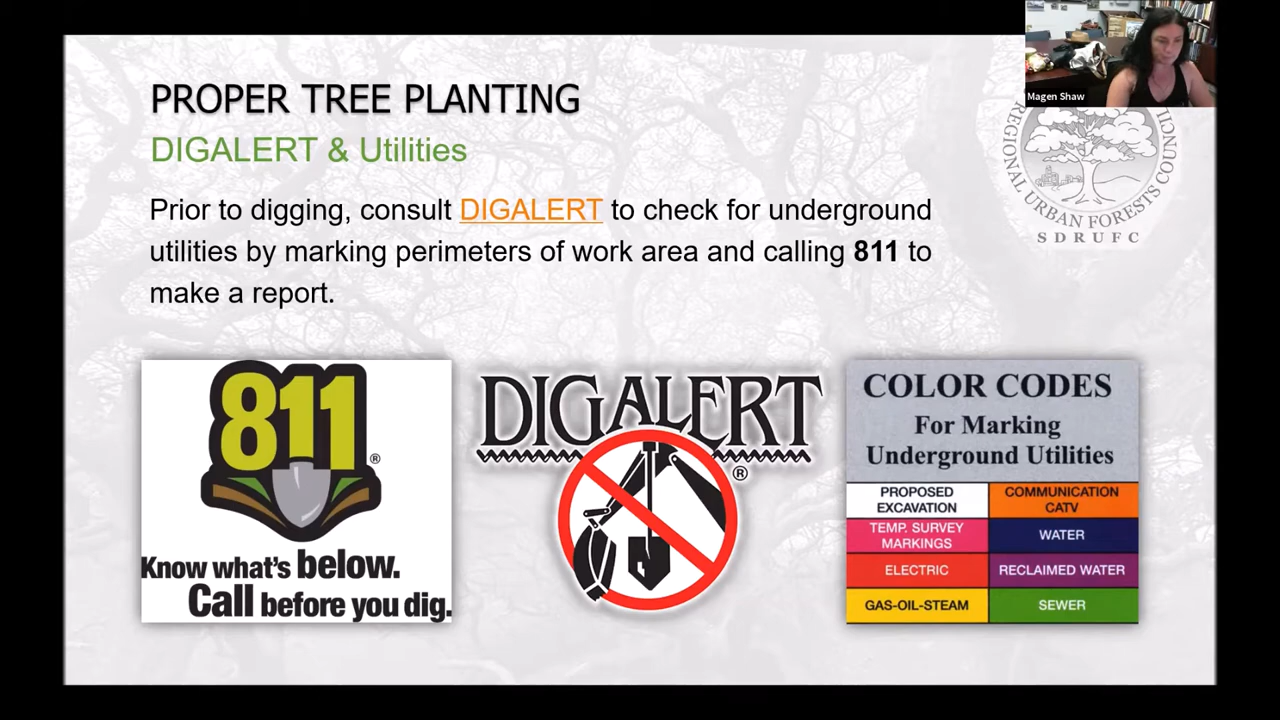 Magen Shaw
PROPER TREE PLANTING
DIGALERT & Utilities
Prior to digging, consult DIGALERT to check for underground
utilities by marking perimeters of work area and calling 811 to
make a report.
REGIONAL URBAN FORESTS COUNCIL
SDRUFC
811®
Know what's below.
Call before you dig.
DIGALERT
®
COLOR CODES
For Marking
Underground Utilities
PROPOSED
EXCAVATION
COMMUNICATION
CATV
TEMP. SURVEY
MARKINGS
WATER
ELECTRIC
RECLAIMED WATER
GAS-OIL-STEAM
SEWER